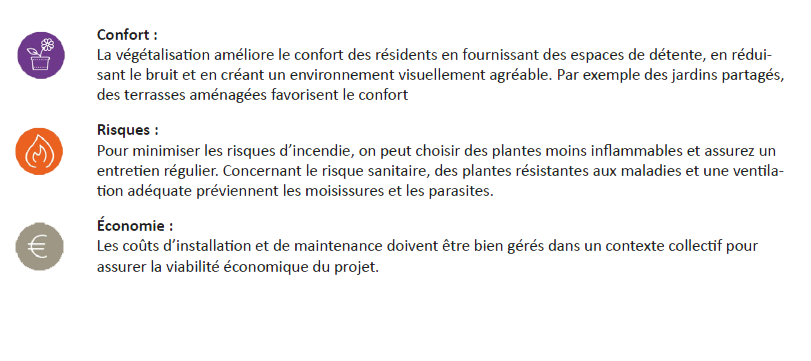 Confort :
La végétalisation améliore le confort des résidents en fournissant des espaces de détente, en rédui-
sant le bruit et en créant un environnement visuellement agréable. Par exemple des jardins partagés,
des terrasses aménagées favorisent le confort
Risques :
Pour minimiser les risques d’incendie, on peut choisir des plantes moins inflammables et assurez un
entretien régulier. Concernant le risque sanitaire, des plantes résistantes aux maladies et une ventila-
tion adéquate préviennent les moisissures et les parasites.
Économie :
€
Les coûts d’installation et de maintenance doivent être bien gérés dans un contexte collectif pour
assurer la viabilité économique du projet.